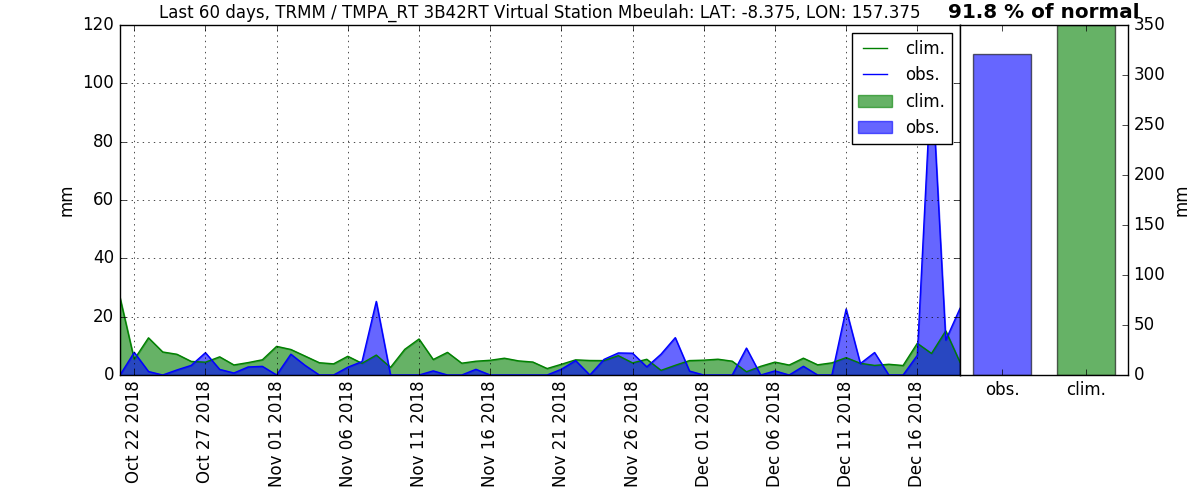 Last 60 days, TRMM / TMPA_RT 3B42RT Virtual Station Mbeulah: LAT: -8.375, LON: 157.375
91.8 % of normal
clim.
obs.
clim.
obs.
mm
120
100
80
60
40
20
0
Oct 22 2018
Oct 27 2018
Nov 01 2018
Nov 06 2018
Nov 11 2018
Nov 16 2018
Nov 21 2018
Nov 26 2018
Dec 01 2018
Dec 06 2018
Dec 11 2018
Dec 16 2018
350
300
250
200
150
100
50
0
mm
obs.
clim.